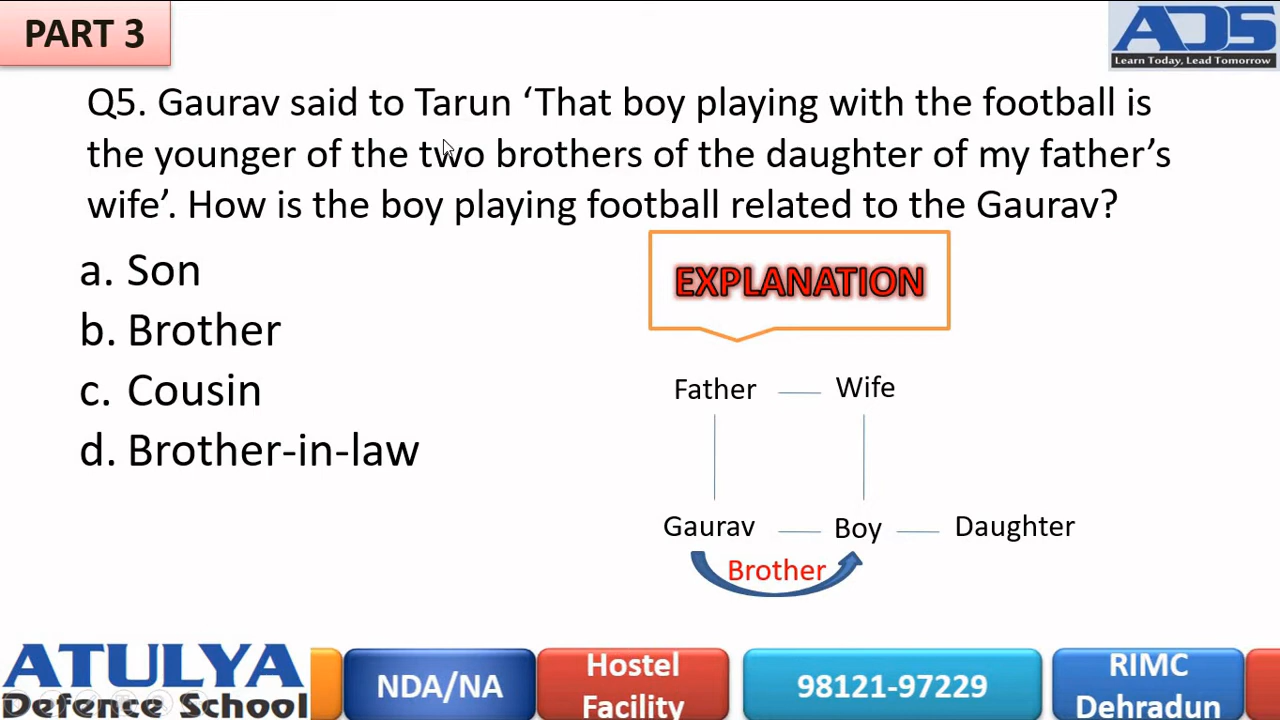 PART 3
ADS
Learn Today, Lead Tomorrow
Q5. Gaurav said to Tarun ‘That boy playing with the football is
the younger of the two brothers of the daughter of my father’s
wife’. How is the boy playing football related to the Gaurav?
a. Son
b. Brother
c. Cousin
d. Brother-in-law
EXPLANATION
Father
Wife
Gaurav
Boy
Daughter
Brother
ATULYA
Defence School
NDA/NA
Hostel
Facility
98121-97229
RIMC
Dehradun